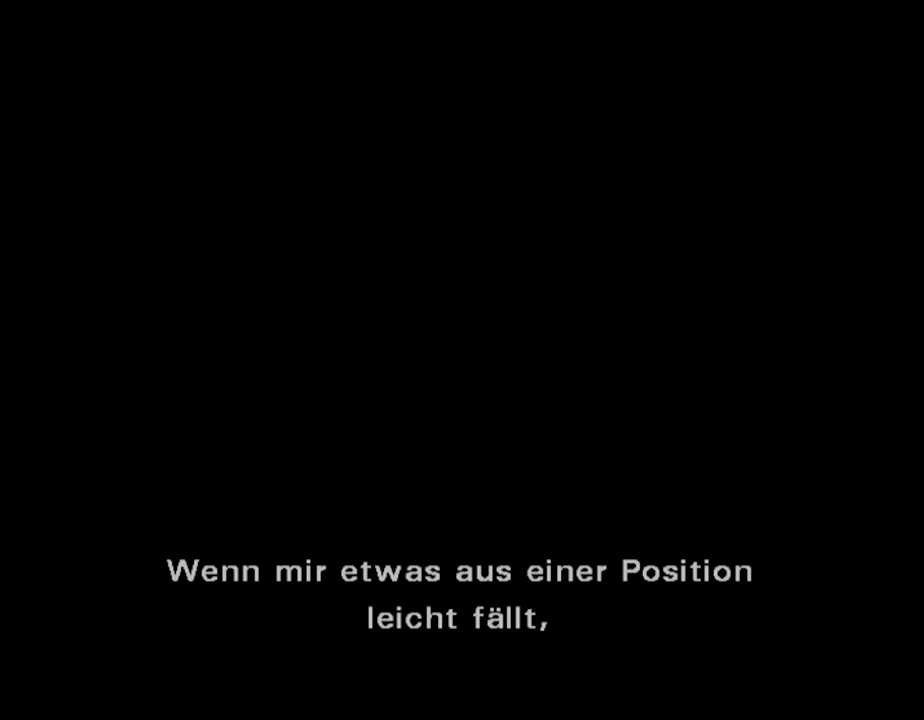 Wenn mir etwas aus einer Position
leicht fällt,